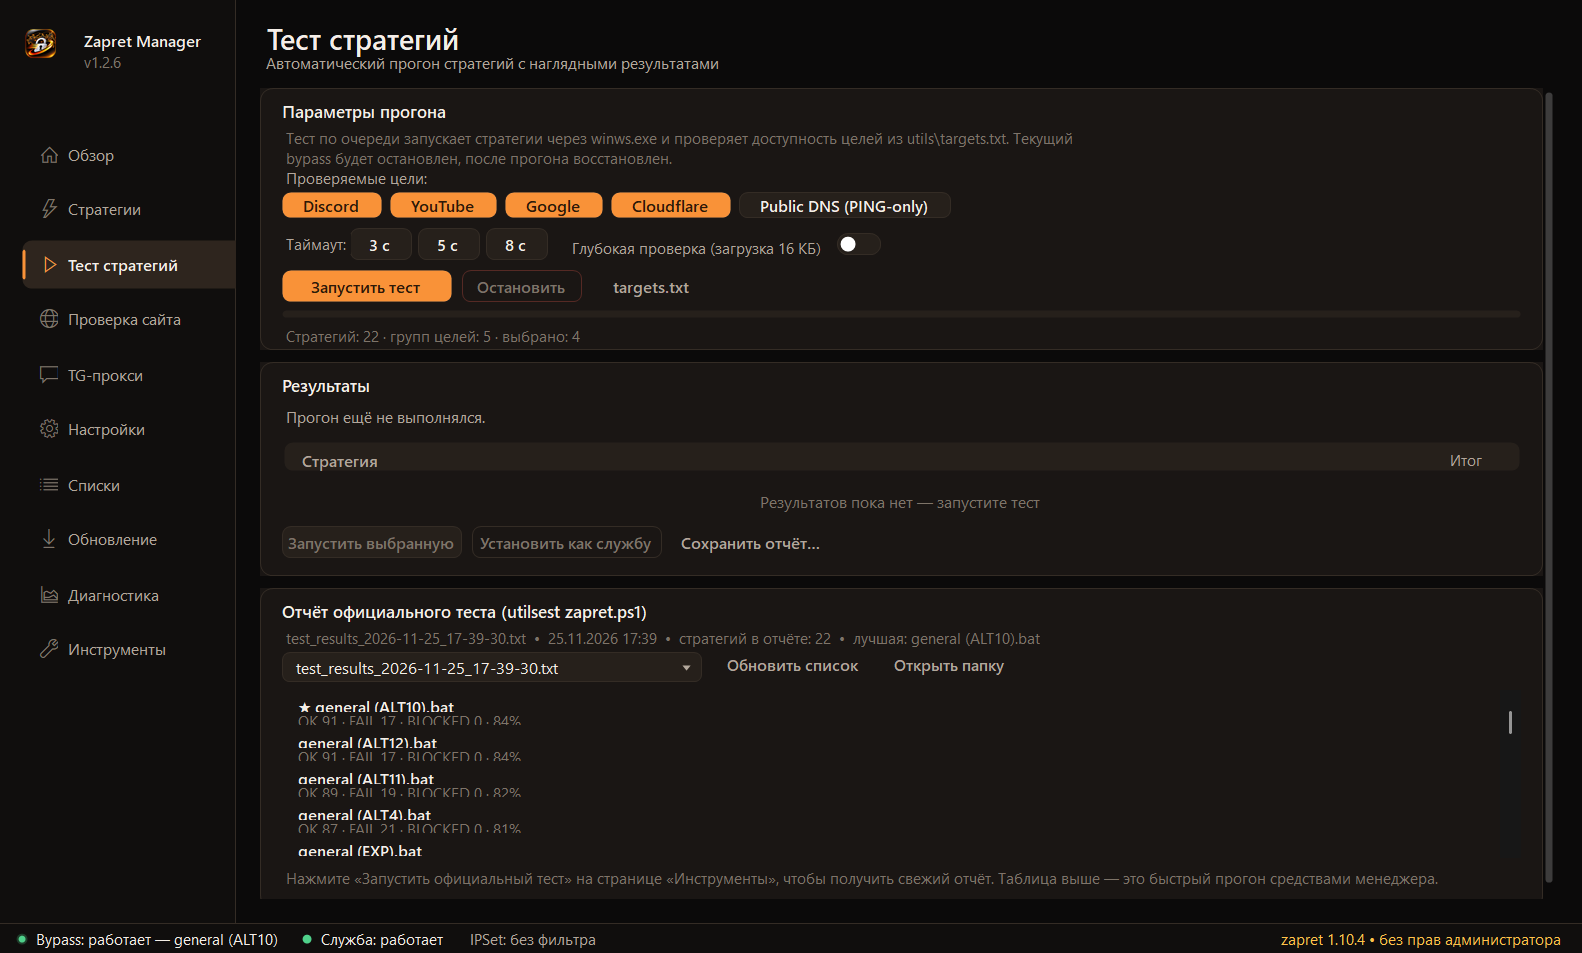 Zapret Manager
v1.2.6
Обзор
Стратегии
Тест стратегий
Проверка сайта
TG-прокси
Настройки
Списки
Обновление
Диагностика
Инструменты
Тест стратегий
Автоматический прогон стратегий с наглядными результатами
Параметры прогона
Тест по очереди запускает стратегии через winws.exe и проверяет доступность целей из utils\targets.txt. Текущий
bypass будет остановлен, после прогона восстановлен.
Проверяемые цели:
Discord YouTube Google Cloudflare Public DNS (PING-only)
Таймаут: 3 с 5 с 8 с Глубокая проверка (загрузка 16 КБ)
Запустить тест Остановить targets.txt
Стратегий: 22 · групп целей: 5 · выбрано: 4
Результаты
Прогон ещё не выполнялся.
Стратегия Итог
Результатов пока нет — запустите тест
Запустить выбранную Установить как службу Сохранить отчёт...
Отчёт официального теста (utilsest zapret.ps1)
test_results_2026-11-25_17-39-30.txt • 25.11.2026 17:39 • стратегий в отчёте: 22 • лучшая: general (ALT10).bat
test_results_2026-11-25_17-39-30.txt Обновить список Открыть папку
★ general (ALT10).bat
OK 91 · FAIL 17 · BLOCKED 0 · 84%
general (ALT12).bat
OK 91 · FAIL 17 · BLOCKED 0 · 84%
general (ALT11).bat
OK 89 · FAIL 19 · BLOCKED 0 · 82%
general (ALT4).bat
OK 87 · FAIL 21 · BLOCKED 0 · 81%
general (EXP).bat
Нажмите «Запустить официальный тест» на странице «Инструменты», чтобы получить свежий отчёт. Таблица выше — это быстрый прогон средствами менеджера.
Bypass: работает — general (ALT10) Служба: работает IPSet: без фильтра zapret 1.10.4 • без прав администратора